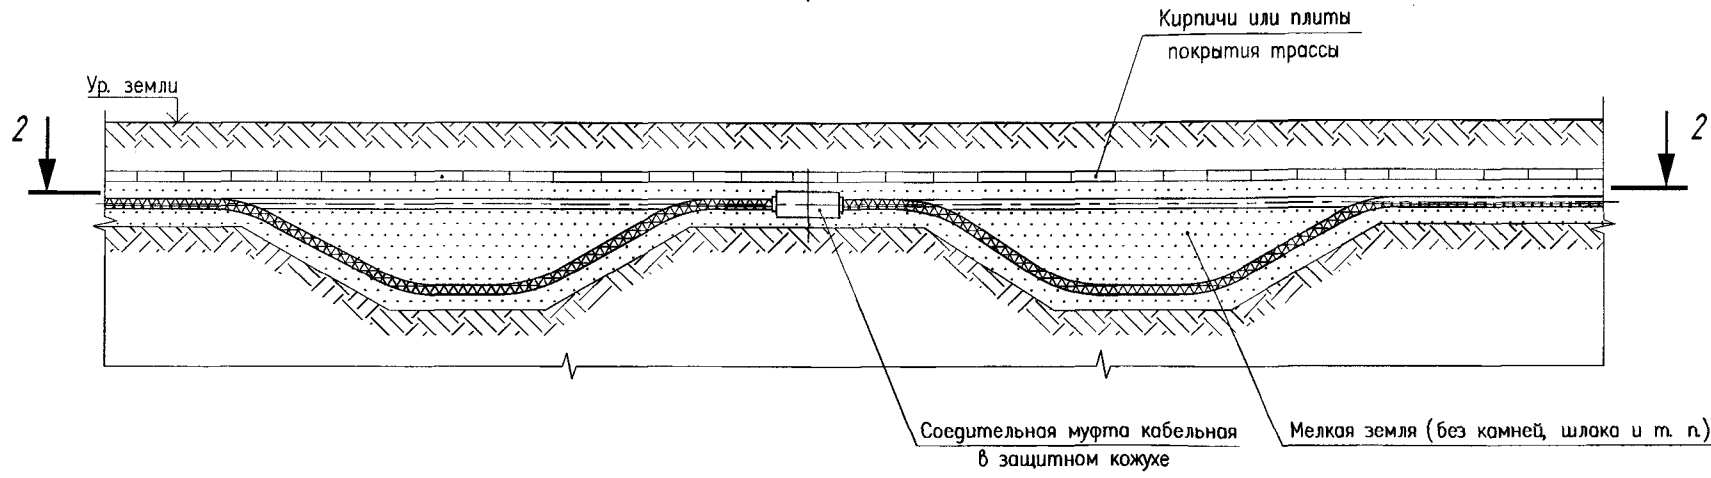 Кирпичи или плиты
покрытия трассы
Ур. земли
2
2
Соедительная муфта кабельная
в защитном кожухе
Мелкая земля (без камней, шлака и т. п.)